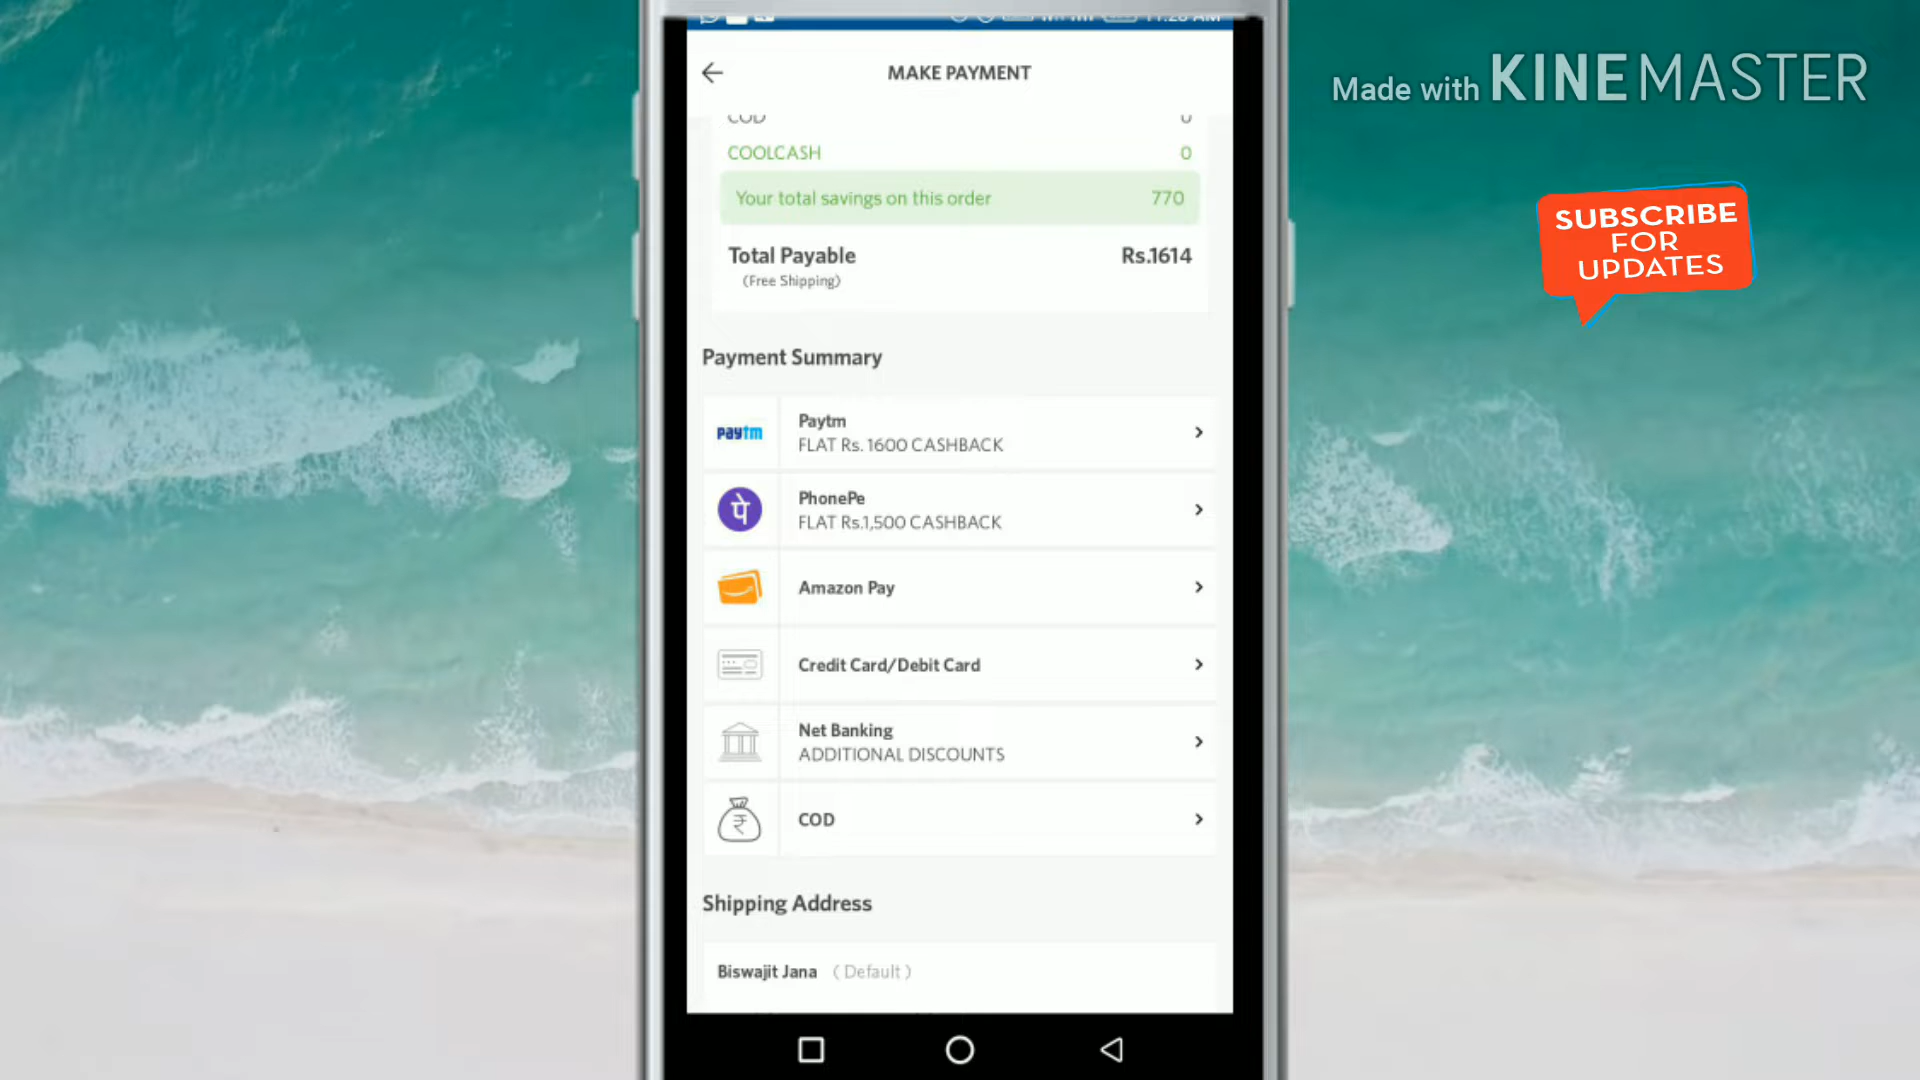 MAKE PAYMENT
COD 0
COOLCASH 0
Your total savings on this order 770
Total Payable Rs.1614
(Free Shipping)
Payment Summary
paytm
Paytm
FLAT Rs. 1600 CASHBACK
पे
PhonePe
FLAT Rs.1,500 CASHBACK
Amazon Pay
Credit Card/Debit Card
Net Banking
ADDITIONAL DISCOUNTS
₹
COD
Shipping Address
Biswajit Jana ( Default )
Made with KINEMASTER
SUBSCRIBE
FOR
UPDATES